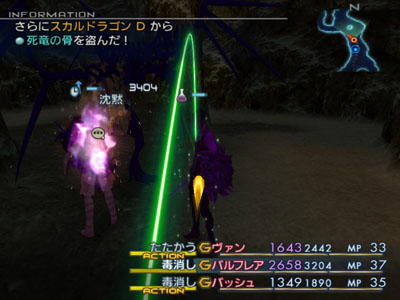 INFORMATION
さらにスカルドラゴン D から
死竜の骨を盗んだ!
N
3404
沈黙
たたかう G ヴァン 1643 2442 MP 33
ACTION
毒消し G バルフレア 2658 3204 MP 37
ACTION
毒消し G バッシュ 1349 1890 MP 35
ACTION